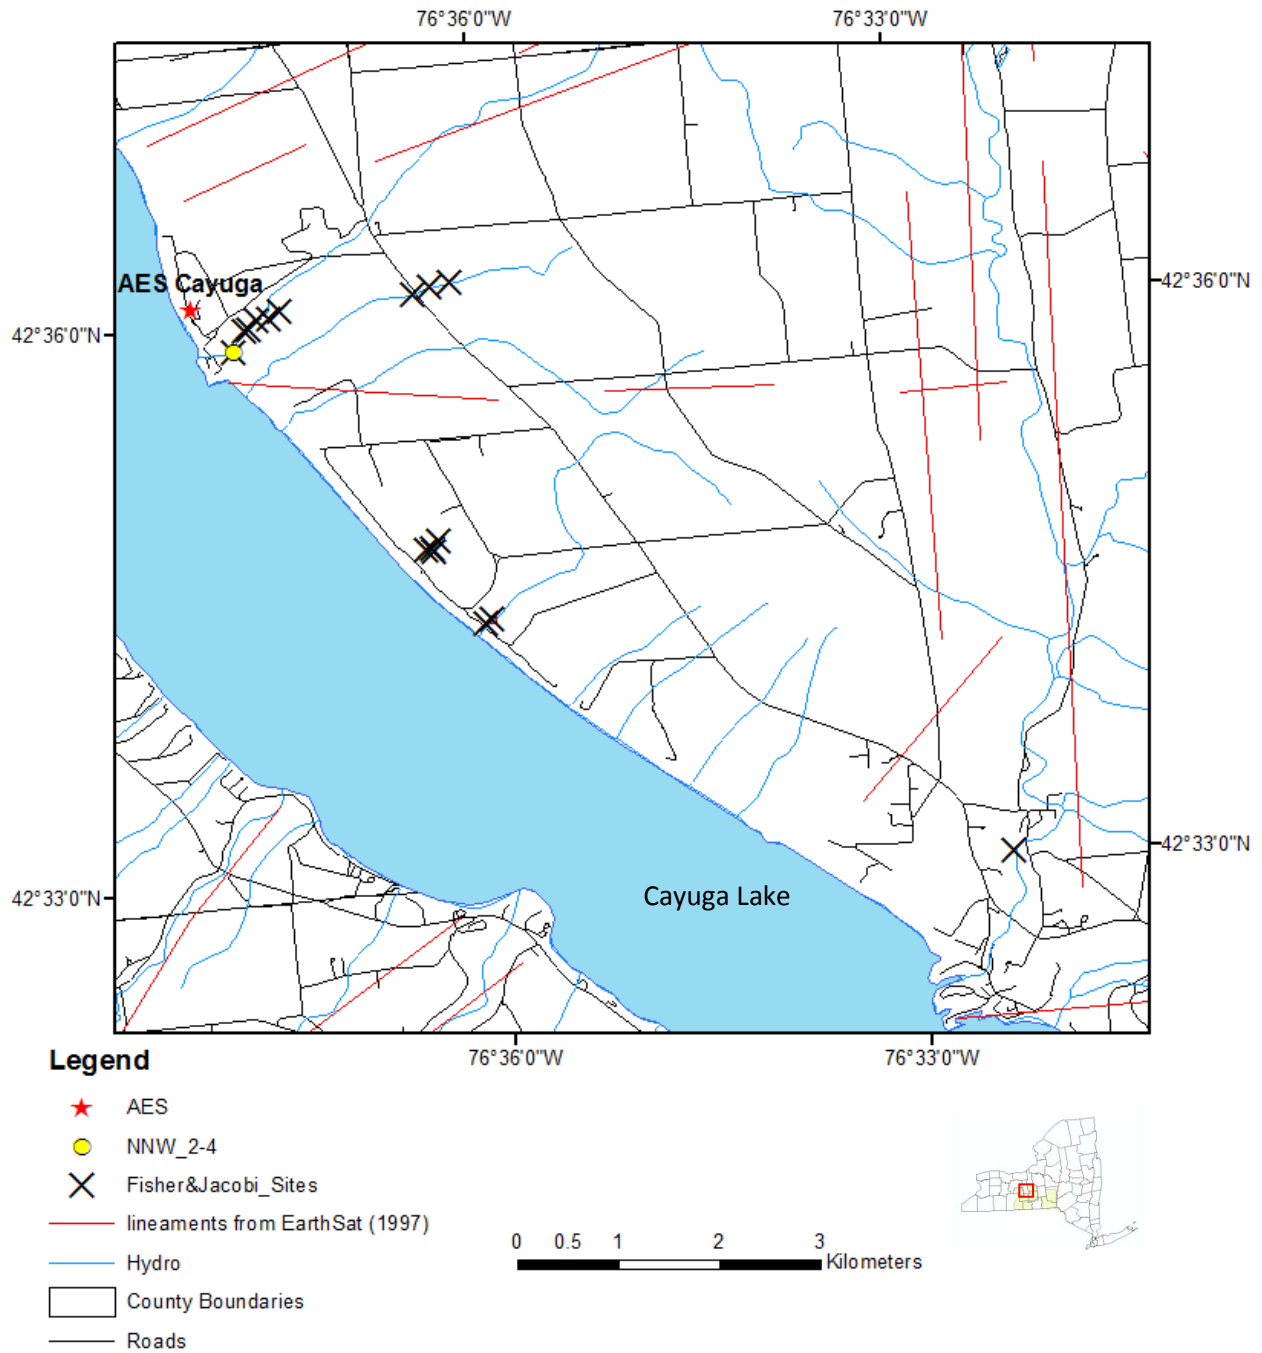 76°36'0"W
76°33'0"W
AES Cayuga
42°36'0"N
42°36'0"N
42°33'0"N
42°33'0"N
Cayuga Lake
76°36'0"W
76°33'0"W
Legend
AES
NNW_2-4
Fisher&Jacobi_Sites
lineaments from EarthSat (1997)
Hydro
County Boundaries
Roads
0 0.5 1 2 3
Kilometers